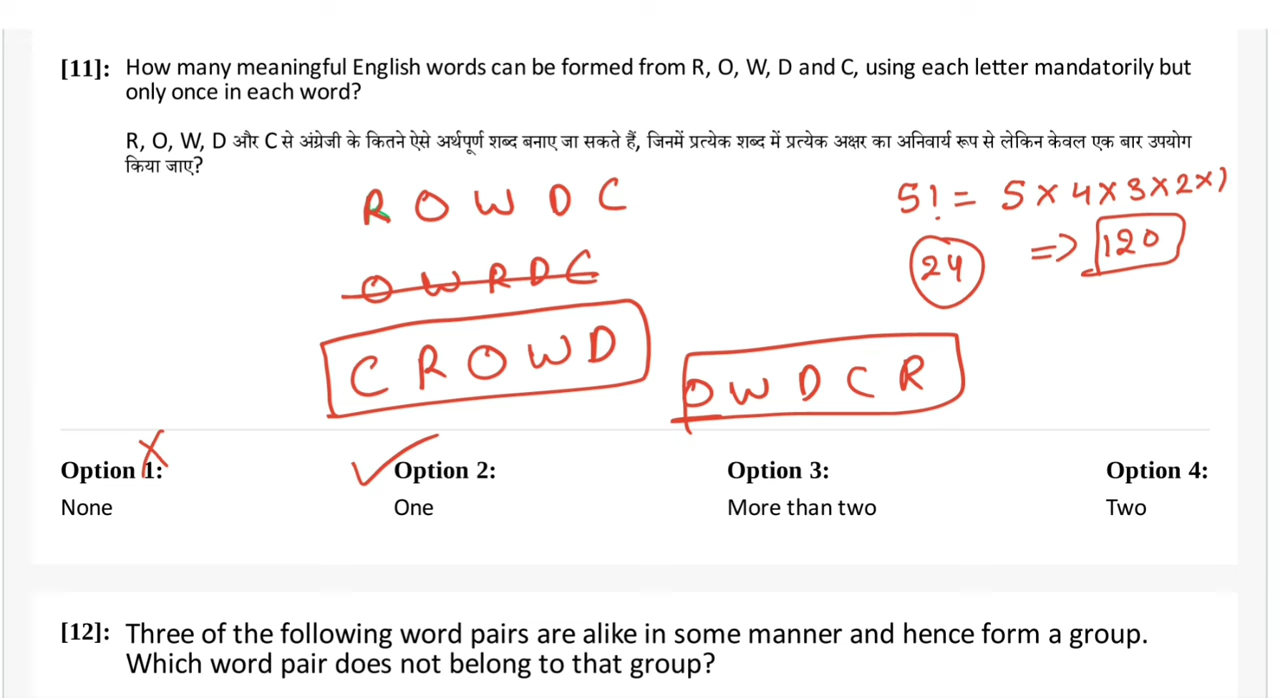 [11]: How many meaningful English words can be formed from R, O, W, D and C, using each letter mandatorily but
only once in each word?
R, O, W, D और C से अंग्रेजी के कितने ऐसे अर्थपूर्ण शब्द बनाए जा सकते हैं, जिनमें प्रत्येक शब्द में प्रत्येक अक्षर का अनिवार्य रूप से लेकिन केवल एक बार उपयोग
किया जाए?
R O W D C
5! = 5 x 4 x 3 x 2 x 1
24
=> 120
O W R D C
C R O W D
O W D C R
Option 1: Option 2: Option 3: Option 4:
None One More than two Two
[12]: Three of the following word pairs are alike in some manner and hence form a group.
Which word pair does not belong to that group?